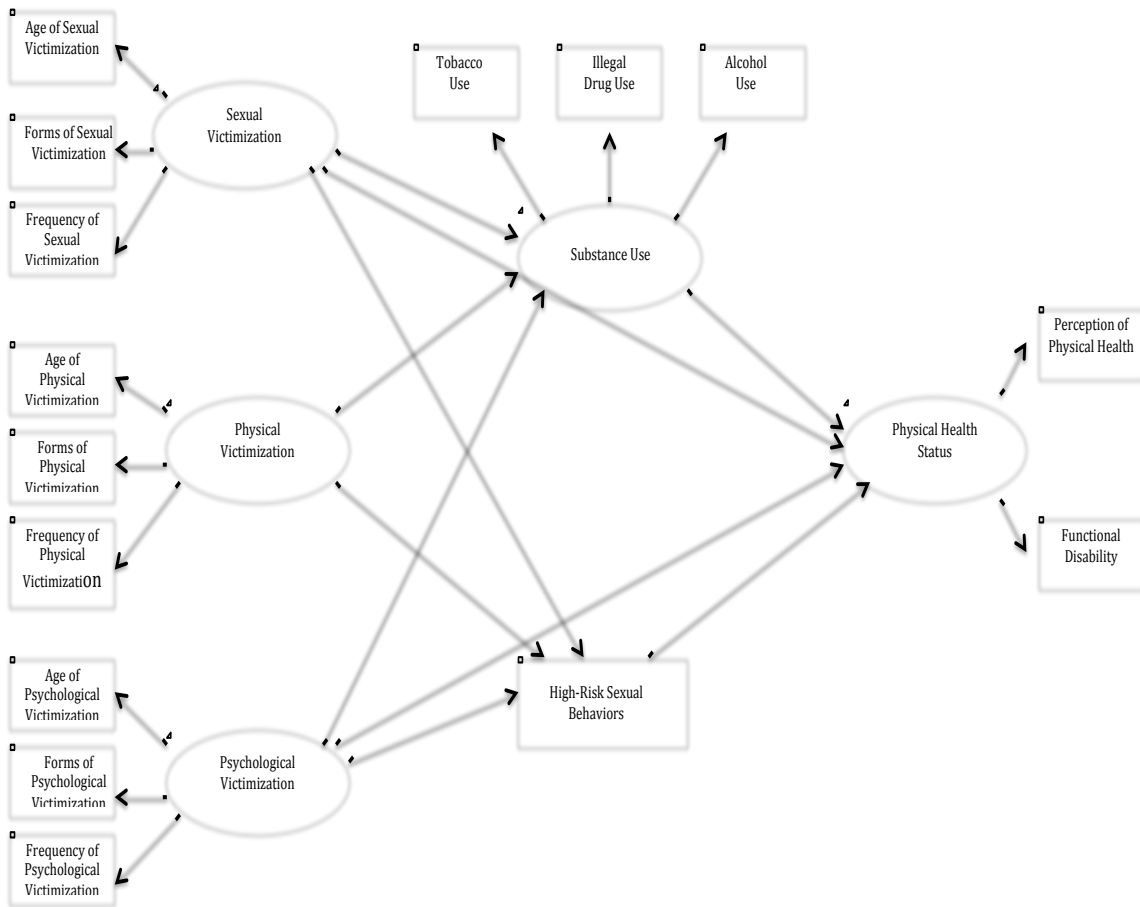 Age of Sexual
Victimization
Forms of Sexual
Victimization
Frequency of
Sexual
Victimization
Sexual
Victimization
Tobacco
Use
Illegal
Drug Use
Alcohol
Use
Substance Use
Age of
Physical
Victimization
Forms of
Physical
Victimization
Frequency of
Physical
Victimization
Physical
Victimization
Perception of
Physical Health
Physical Health
Status
Functional
Disability
Age of
Psychological
Victimization
Forms of
Psychological
Victimization
Frequency of
Psychological
Victimization
Psychological
Victimization
High-Risk Sexual
Behaviors